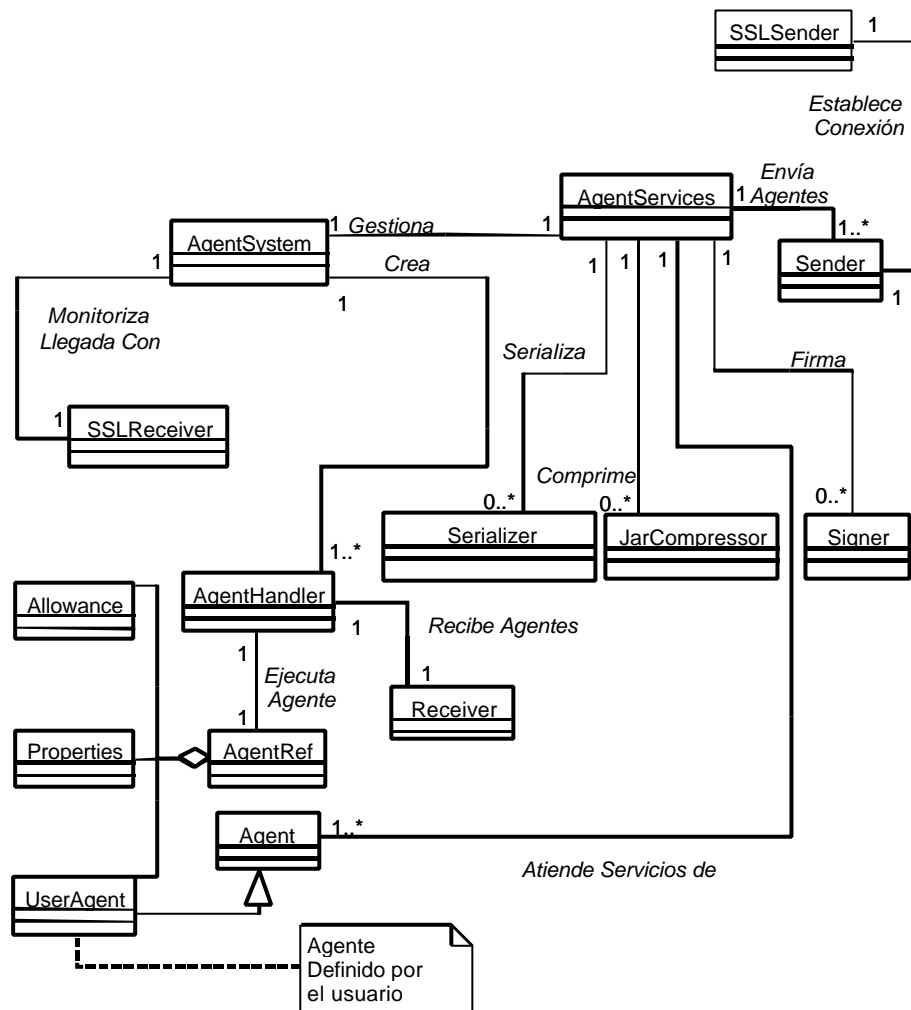 SSLSender
1
Establece
Conexión
AgentServices
Envía
1
Agentes
1..*
AgentSystem
1
Gestiona
1
Sender
1
1
Crea
1
1
1
1
1
Monitoriza
Llegada Con
Serializa
Firma
1
SSLReceiver
Comprime
0..*
0..*
0..*
Serializer
JarCompressor
Signer
1..*
Allowance
AgentHandler
1
1
Recibe Agentes
Ejecuta
Agente
1
1
Receiver
Properties
AgentRef
Agent
1..*
Atiende Servicios de
UserAgent
Agente
Definido por
el usuario